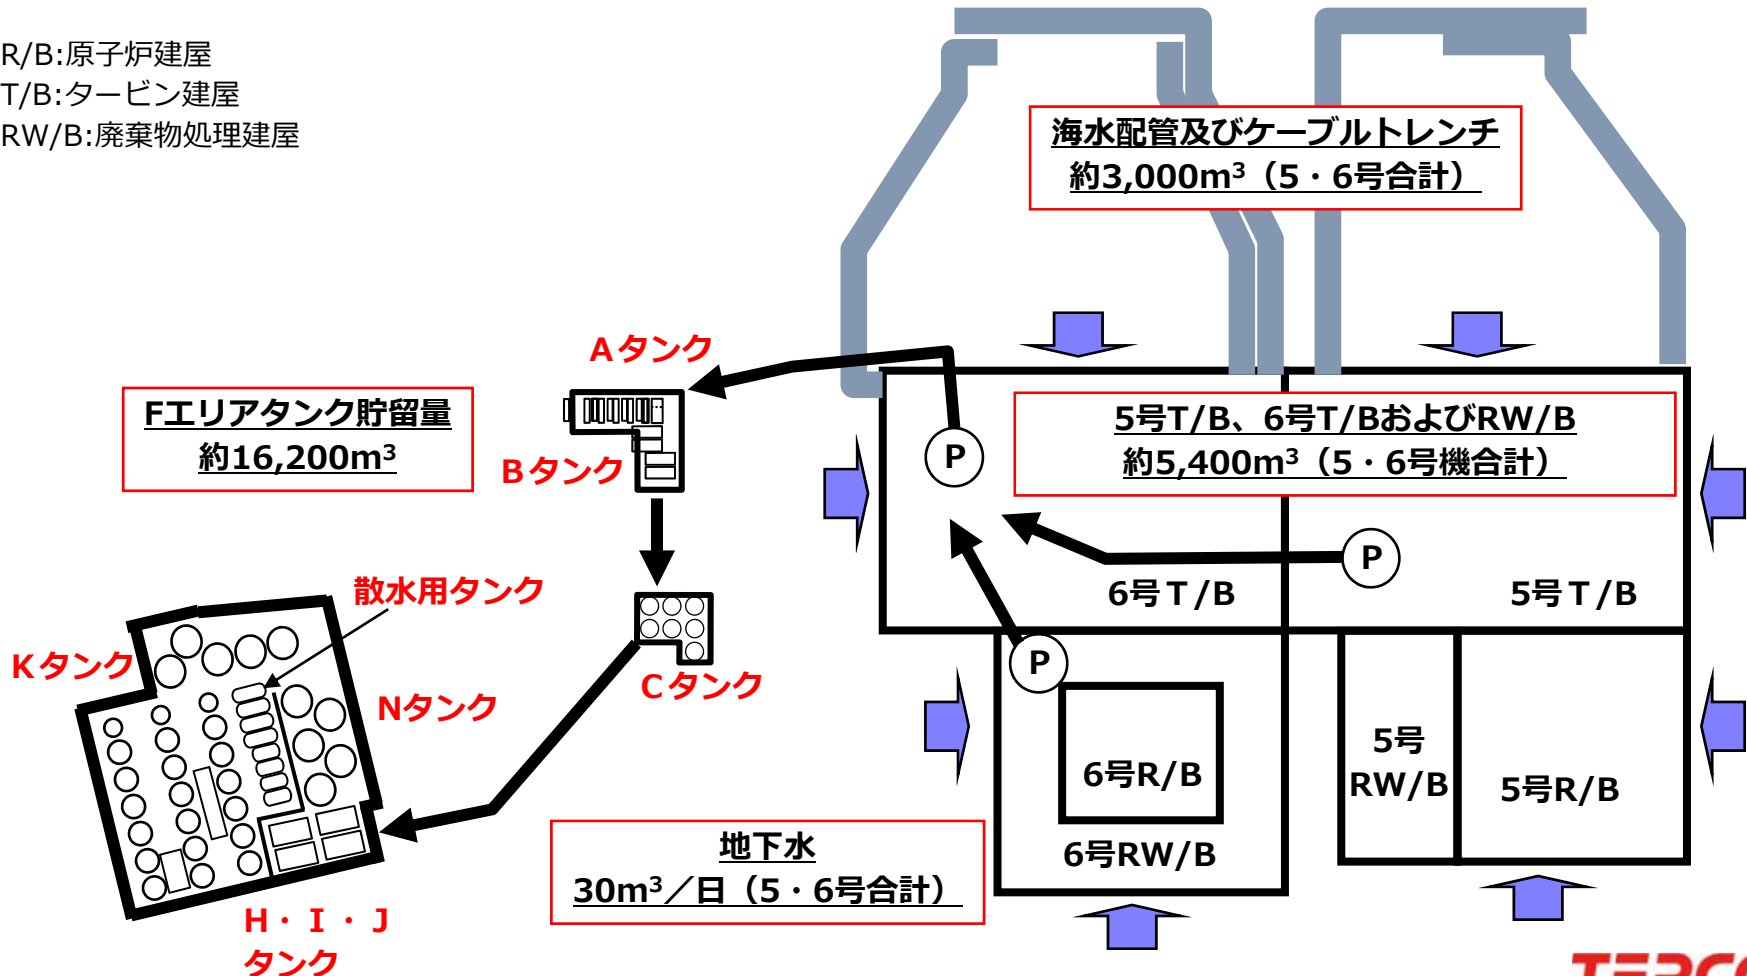 R/B:原子炉建屋
T/B:タービン建屋
RW/B:廃棄物処理建屋
海水配管及びケーブルトレンチ
約3,000m³（5・6号合計）
Aタンク
Fエリアタンク貯留量
約16,200m³
Bタンク
5号T/B、6号T/BおよびRW/B
約5,400m³（5・6号機合計）
P
P
P
6号T/B
5号T/B
散水用タンク
Kタンク
Nタンク
Cタンク
6号R/B
5号
RW/B
5号R/B
6号RW/B
地下水
30m³／日（5・6号合計）
H・I・J
タンク
TEPCO